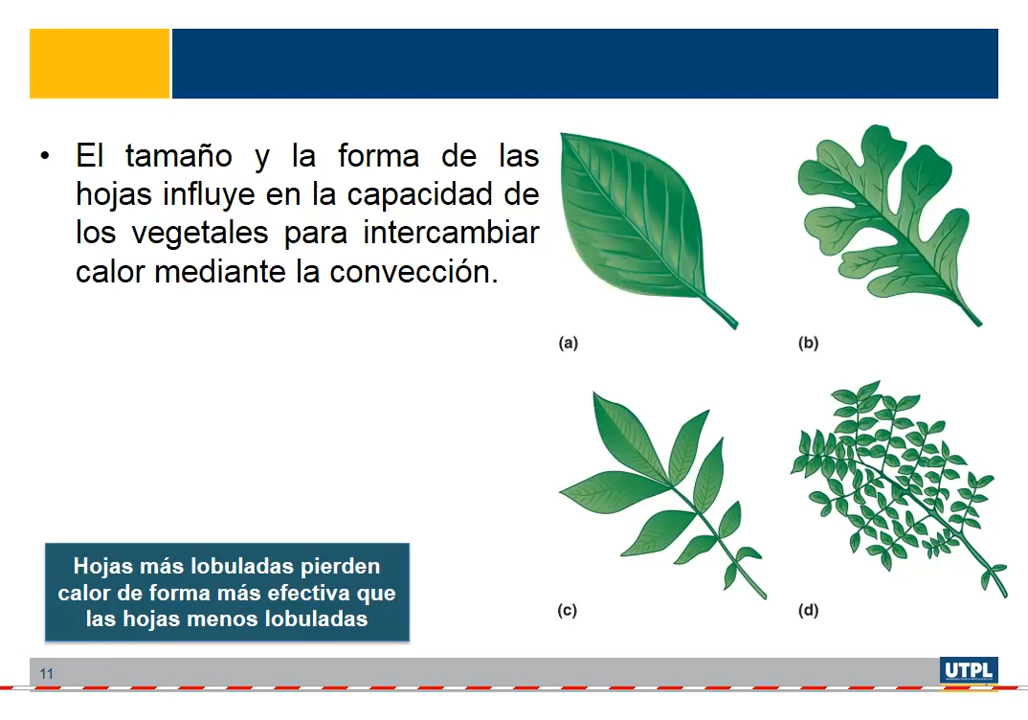 • El tamaño y la forma de las
hojas influye en la capacidad de
los vegetales para intercambiar
calor mediante la convección.
(a)
(b)
(c)
(d)
Hojas más lobuladas pierden
calor de forma más efectiva que
las hojas menos lobuladas
11
UTPL